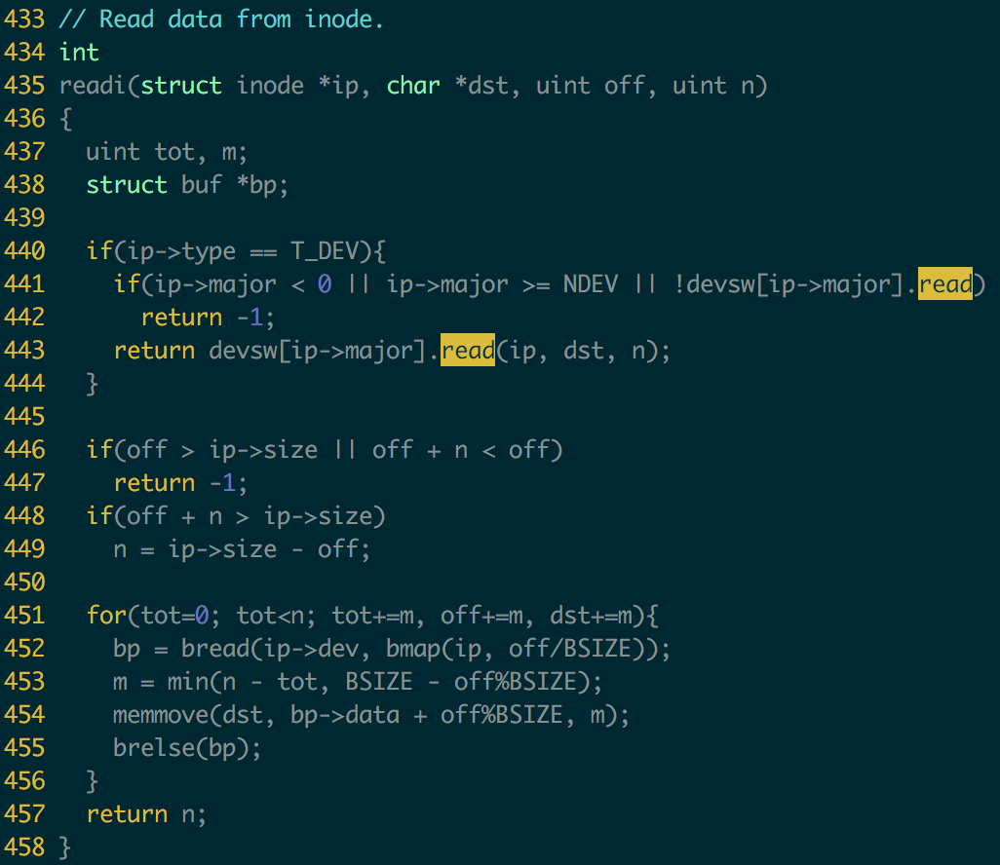 433 // Read data from inode.
434 int
435 readi(struct inode *ip, char *dst, uint off, uint n)
436 {
437   uint tot, m;
438   struct buf *bp;
439
440   if(ip->type == T_DEV){
441     if(ip->major < 0 || ip->major >= NDEV || !devsw[ip->major].read)
442       return -1;
443     return devsw[ip->major].read(ip, dst, n);
444   }
445
446   if(off > ip->size || off + n < off)
447     return -1;
448   if(off + n > ip->size)
449     n = ip->size - off;
450
451   for(tot=0; tot<n; tot+=m, off+=m, dst+=m){
452     bp = bread(ip->dev, bmap(ip, off/BSIZE));
453     m = min(n - tot, BSIZE - off%BSIZE);
454     memmove(dst, bp->data + off%BSIZE, m);
455     brelse(bp);
456   }
457   return n;
458 }